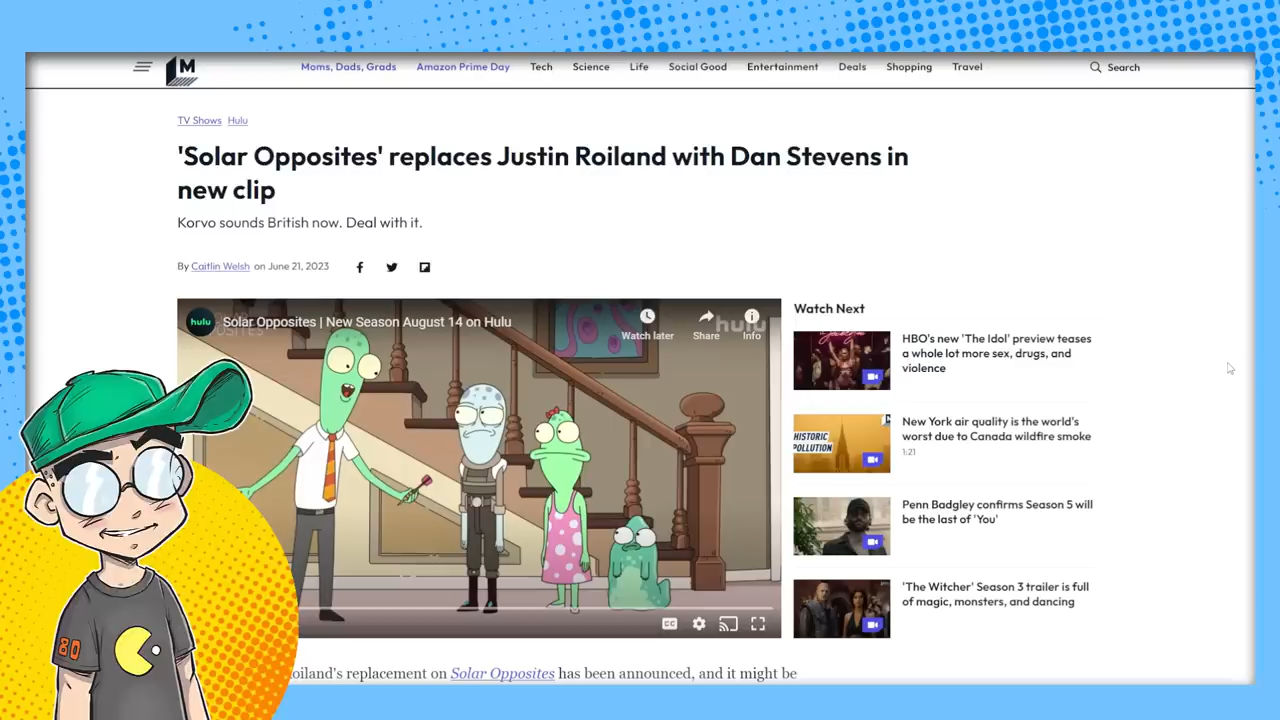 M
Moms, Dads, Grads Amazon Prime Day Tech Science Life Social Good Entertainment Deals Shopping Travel Search
TV Shows Hulu
'Solar Opposites' replaces Justin Roiland with Dan Stevens in
new clip
Korvo sounds British now. Deal with it.
By Caitlin Welsh on June 21, 2023
hulu Solar Opposites | New Season August 14 on Hulu
Watch later Share Info
hulu
CC
Watch Next
HBO's new 'The Idol' preview teases
a whole lot more sex, drugs, and
violence
HISTORIC
POLLUTION
New York air quality is the world's
worst due to Canada wildfire smoke
1:21
Penn Badgley confirms Season 5 will
be the last of 'You'
'The Witcher' Season 3 trailer is full
of magic, monsters, and dancing
oiland's replacement on Solar Opposites has been announced, and it might be
80